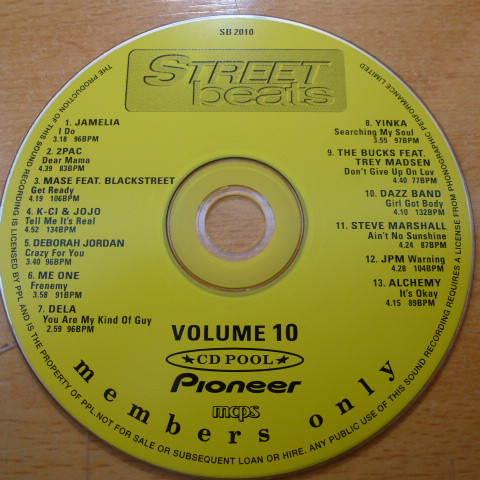 SB 2010
STREET
beats
1. JAMELIA
I Do
3.18 96BPM
2. 2PAC
Dear Mama
4.39 83BPM
3. MASE FEAT. BLACKSTREET
Get Ready
4.19 106BPM
4. K-CI & JOJO
Tell Me It's Real
4.52 134BPM
5. DEBORAH JORDAN
Crazy For You
3.40 96BPM
6. ME ONE
Frenemy
3.58 91BPM
7. DELA
You Are My Kind Of Guy
2.59 96BPM
8. YINKA
Searching My Soul
3.55 97BPM
9. THE BUCKS FEAT.
TREY MADSEN
Don't Give Up On Luv
4.40 77BPM
10. DAZZ BAND
Girl Got Body
4.10 132BPM
11. STEVE MARSHALL
Ain't No Sunshine
4.24 87BPM
12. JPM Warning
4.28 104BPM
13. ALCHEMY
It's Okay
4.15 89BPM
VOLUME 10
★CD POOL★
Pioneer
mcps
members only
THE PRODUCTION OF THIS SOUND RECORDING IS LICENSED BY PPL AND IS THE PROPERTY OF PPL.NOT FOR SALE OR SUBSEQUENT LOAN OR HIRE. ANY PUBLIC USE OF THIS SOUND RECORDING REQUIRES A LICENSE FROM PHONOGRAPHIC PERFORMANCE LIMITED